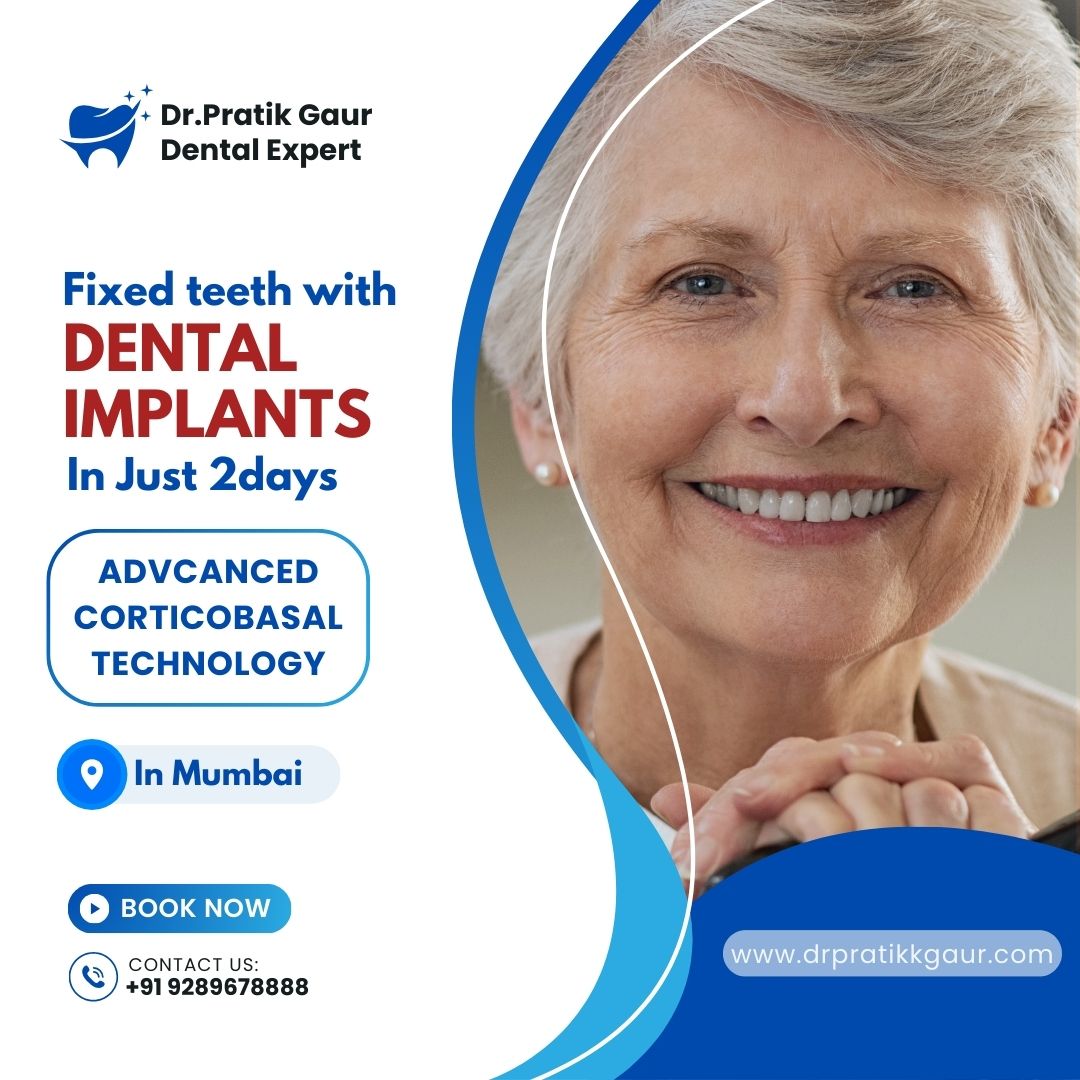 Dr.Pratik Gaur
Dental Expert
Fixed teeth with
DENTAL
IMPLANTS
In Just 2days
ADVCANCED
CORTICOBASAL
TECHNOLOGY
In Mumbai
BOOK NOW
CONTACT US:
+91 9289678888
www.drpratikkgaur.com